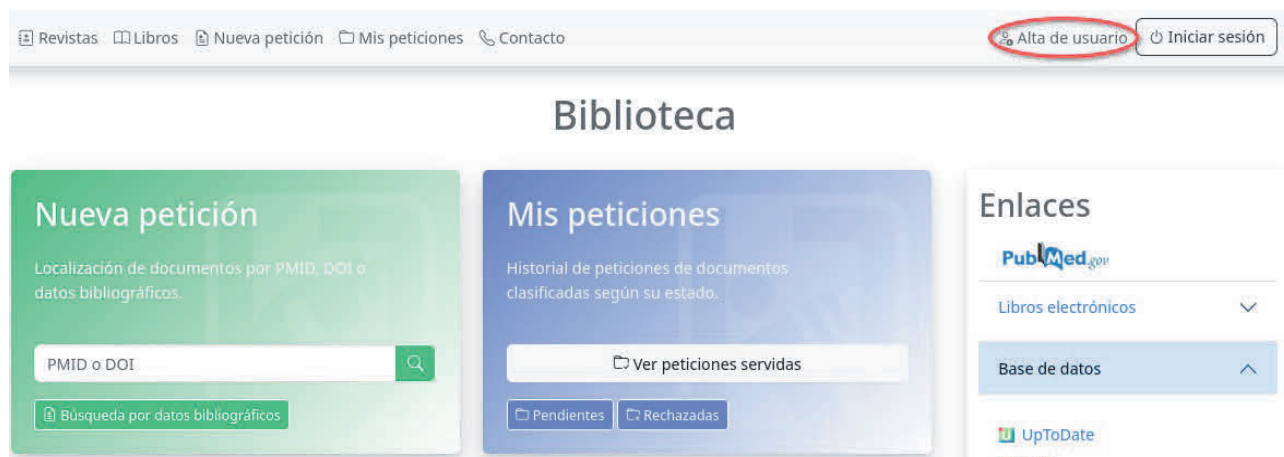 Revistas Libros Nueva petición Mis peticiones Contacto Alta de usuario Iniciar sesión
Biblioteca
Nueva petición
Localización de documentos por PMID, DOI o
datos bibliográficos.
PMID o DOI
Búsqueda por datos bibliográficos
Mis peticiones
Historial de peticiones de documentos
clasificadas según su estado.
Ver peticiones servidas
Pendientes Rechazadas
Enlaces
PubMed.gov
Libros electrónicos
Base de datos
UpToDate